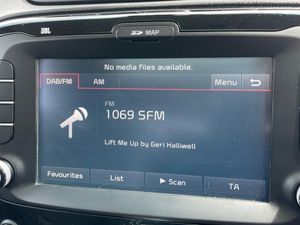 JBL
SD MAP
No media files available.
DAB/FM AM Menu
FM
1069 SFM
Lift Me Up by Geri Halliwell
Favourites List Scan TA